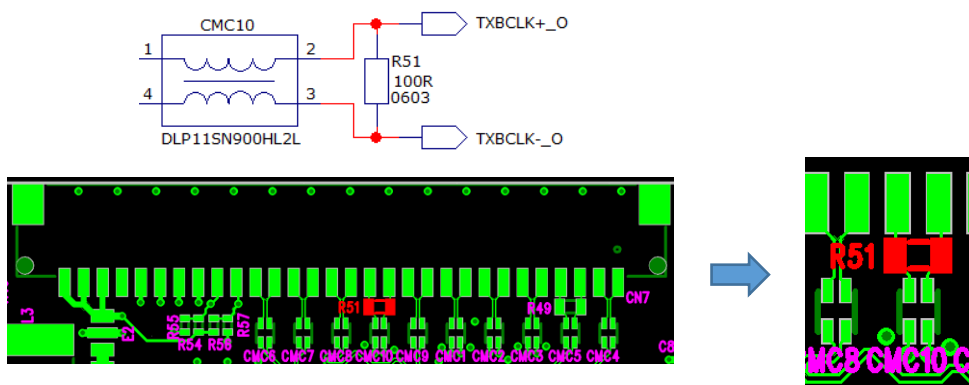 CMC10
TXBCLK+_O
1
2
R51
100R
0603
4
3
DLP11SN900HL2L
TXBCLK-_O
L3
E2
R55
R54
R56
R57
R51
R49
CN7
CMC6
CMC7
CMC8
CMC10
CMC9
CMC1
CMC2
CMC3
CMC5
CMC4
C8
R51
MC8
CMC10
C